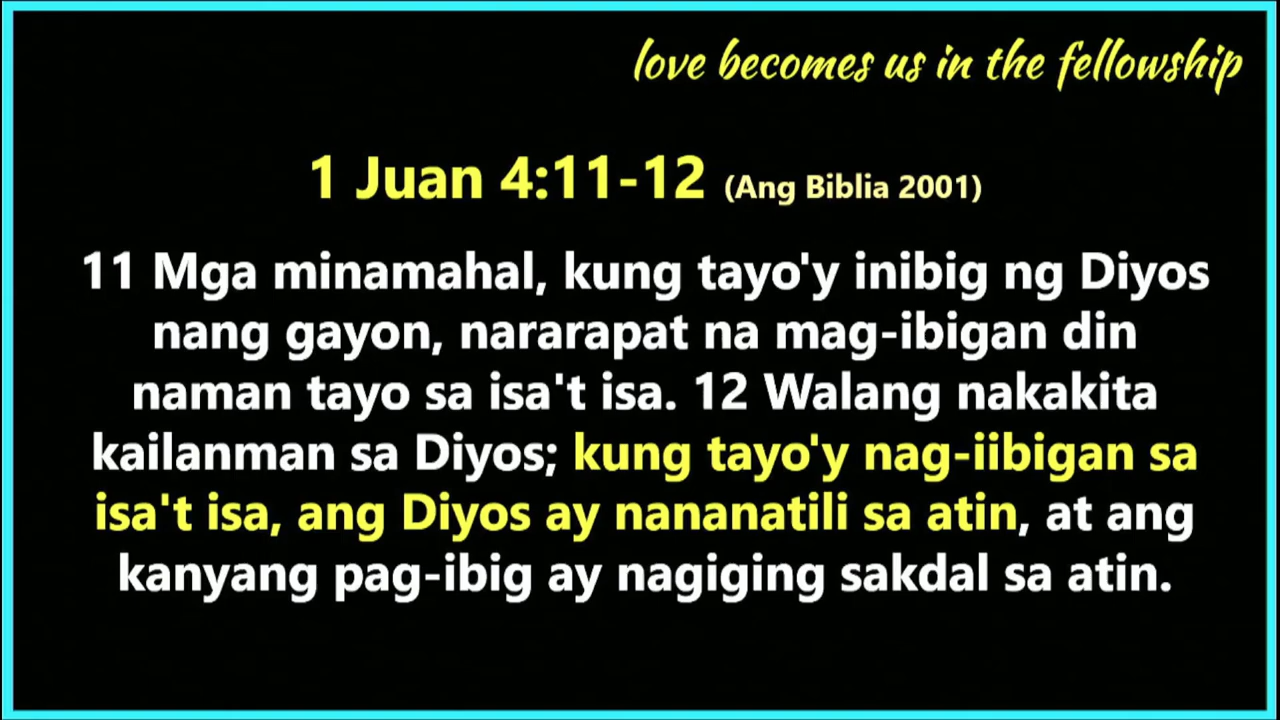 love becomes us in the fellowship
1 Juan 4:11-12 (Ang Biblia 2001)
11 Mga minamahal, kung tayo'y inibig ng Diyos
nang gayon, nararapat na mag-ibigan din
naman tayo sa isa't isa. 12 Walang nakakita
kailanman sa Diyos; kung tayo'y nag-iibigan sa
isa't isa, ang Diyos ay nananatili sa atin, at ang
kanyang pag-ibig ay nagiging sakdal sa atin.